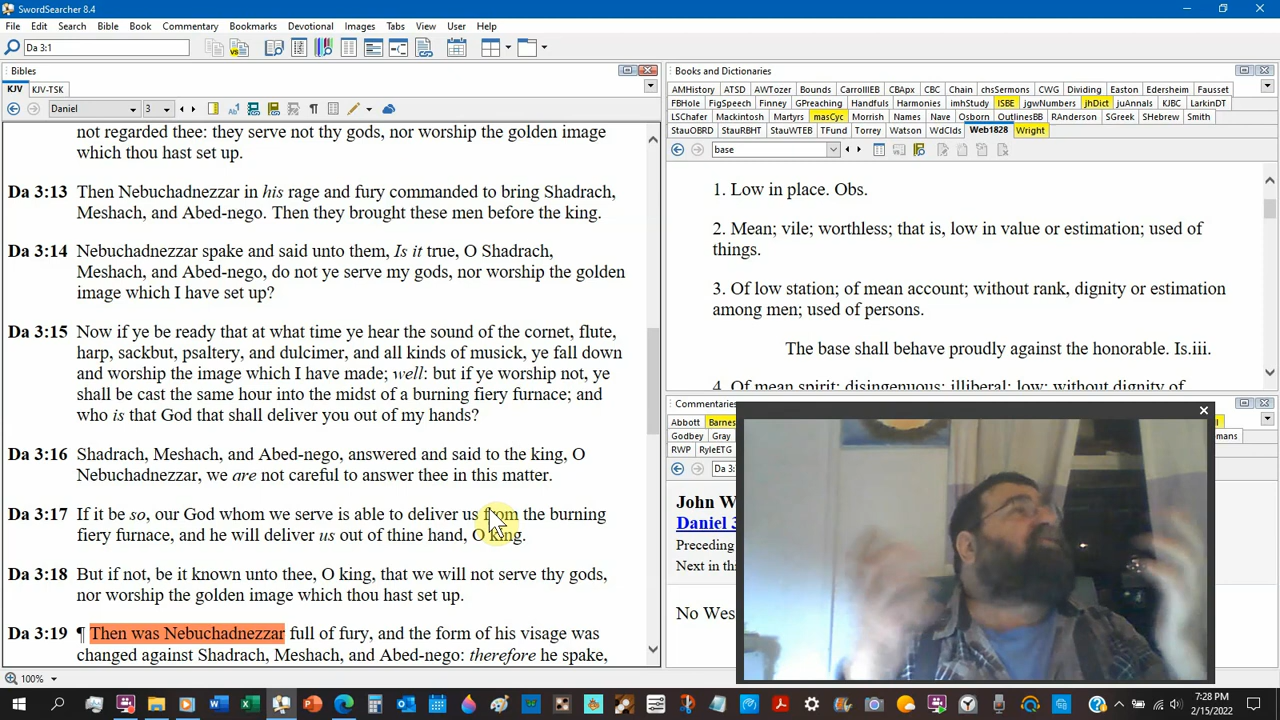 SwordSearcher 8.4
File Edit Search Bible Book Commentary Bookmarks Devotional Images Tabs View User Help
Da 3:1
Bibles
KJV KJV-TSK
Daniel 3
not regarded thee: they serve not thy gods, nor worship the golden image
which thou hast set up.
Da 3:13 Then Nebuchadnezzar in his rage and fury commanded to bring Shadrach,
Meshach, and Abed-nego. Then they brought these men before the king.
Da 3:14 Nebuchadnezzar spake and said unto them, Is it true, O Shadrach,
Meshach, and Abed-nego, do not ye serve my gods, nor worship the golden
image which I have set up?
Da 3:15 Now if ye be ready that at what time ye hear the sound of the cornet, flute,
harp, sackbut, psaltery, and dulcimer, and all kinds of musick, ye fall down
and worship the image which I have made; well: but if ye worship not, ye
shall be cast the same hour into the midst of a burning fiery furnace; and
who is that God that shall deliver you out of my hands?
Da 3:16 Shadrach, Meshach, and Abed-nego, answered and said to the king, O
Nebuchadnezzar, we are not careful to answer thee in this matter.
Da 3:17 If it be so, our God whom we serve is able to deliver us from the burning
fiery furnace, and he will deliver us out of thine hand, O king.
Da 3:18 But if not, be it known unto thee, O king, that we will not serve thy gods,
nor worship the golden image which thou hast set up.
Da 3:19 ¶ Then was Nebuchadnezzar full of fury, and the form of his visage was
changed against Shadrach, Meshach, and Abed-nego: therefore he spake,
100%
Books and Dictionaries
AMHistory ATSD AWTozer Bounds CarrollEB CBApx CBC Chain chsSermons CWG Dividing Easton Edersheim Fausset
FBHole FigSpeech Finney GPreaching Handfuls Harmonies imhStudy ISBE jgwNumbers jhDict juAnnals KJBC LarkinDT
LSChafer Mackintosh Martyrs masCyc Morrish Names Nave Osborn OutlinesBB RAnderson SGreek SHebrew Smith
StauOBRD StauRBHT StauWTEB TFund Torrey Watson WdClds Web1828 Wright
base
1. Low in place. Obs.
2. Mean; vile; worthless; that is, low in value or estimation; used of
things.
3. Of low station; of mean account; without rank, dignity or estimation
among men; used of persons.
The base shall behave proudly against the honorable. Is.iii.
4. Of mean spirit; disingenuous; illiberal; low; without dignity of
Commentaries
Abbott Barnes
Godbey Gray
RWP RyleETG
Da 3:
John W
Daniel 3
Preceding
Next in th
No Wes
7:28 PM
2/15/2022